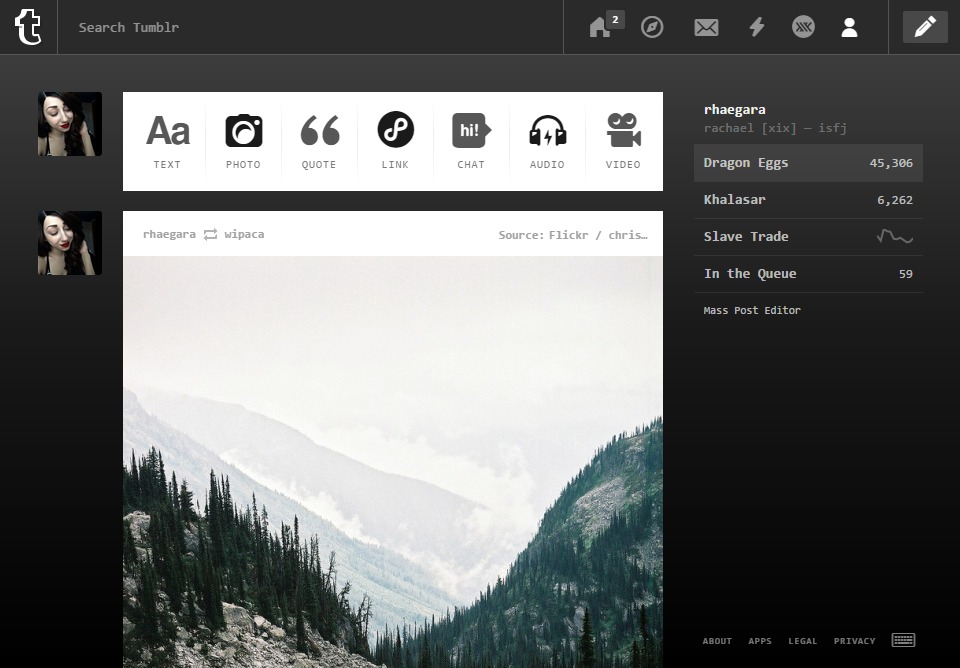 t
Search Tumblr
2
Aa
hi!
TEXT
PHOTO
QUOTE
LINK
CHAT
AUDIO
VIDEO
rhaegara
rachael [xix] — isfj
Dragon Eggs 45,306
Khalasar 6,262
Slave Trade
In the Queue 59
Mass Post Editor
rhaegara wipaca
Source: Flickr / chris…
ABOUT APPS LEGAL PRIVACY